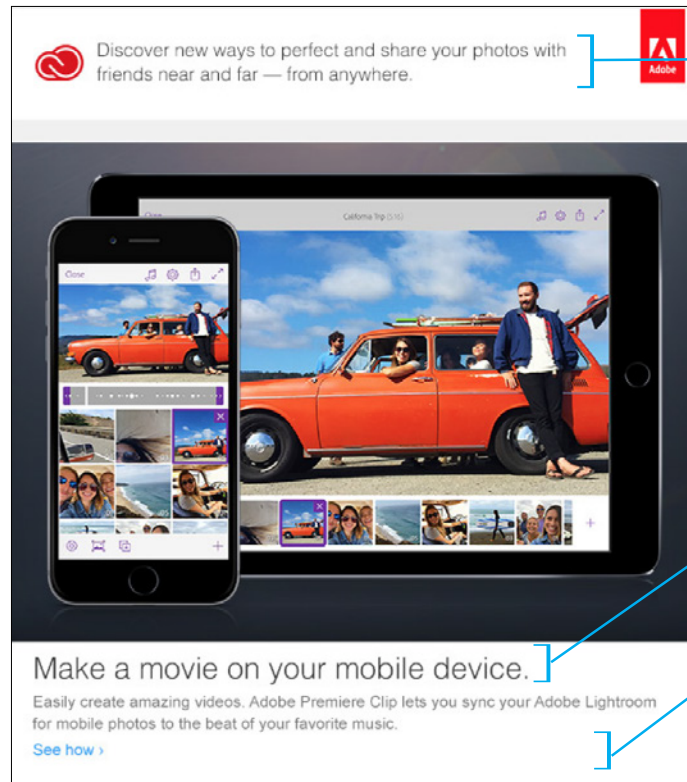 Discover new ways to perfect and share your photos with
friends near and far — from anywhere.
Adobe
California Trip
Make a movie on your mobile device.
Easily create amazing videos. Adobe Premiere Clip lets you sync your Adobe Lightroom
for mobile photos to the beat of your favorite music.
See how ›